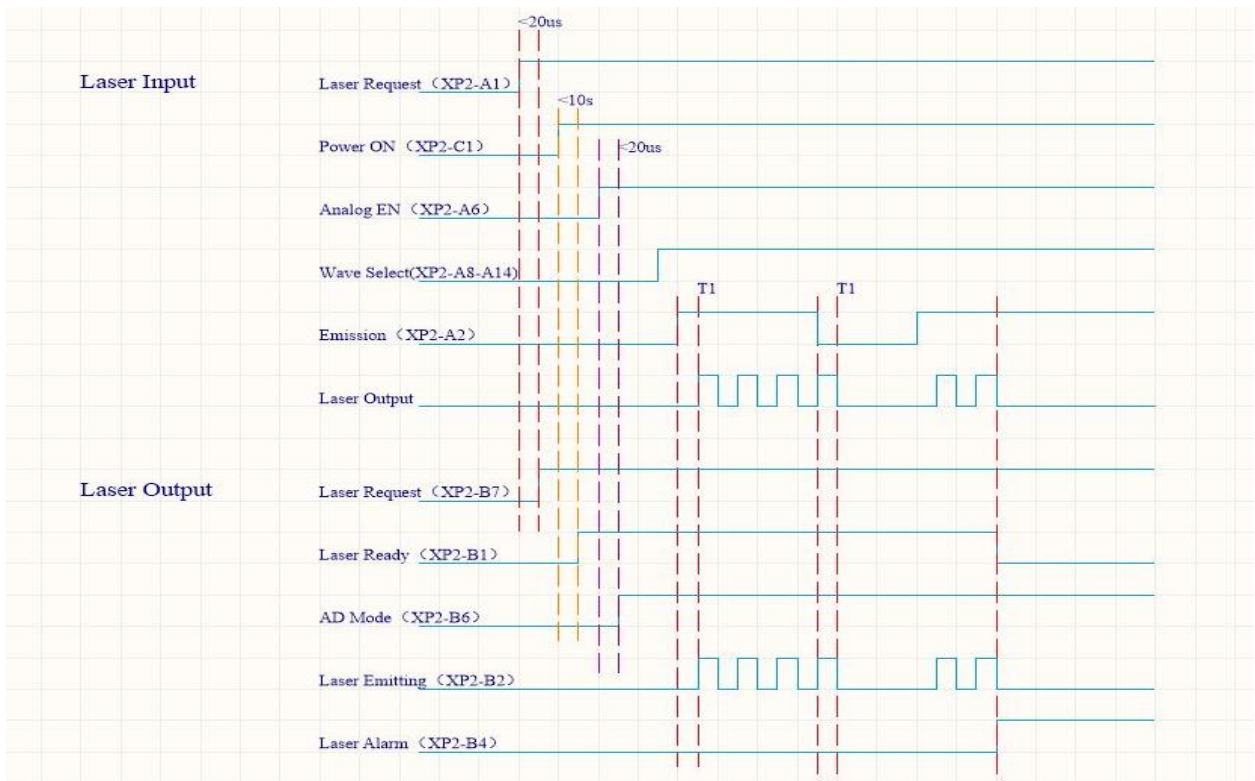 <20us
Laser Input
Laser Request（XP2-A1）
<10s
Power ON（XP2-C1）
<20us
Analog EN（XP2-A6）
Wave Select(XP2-A8-A14)
T1 T1
Emission（XP2-A2）
Laser Output
Laser Output
Laser Request（XP2-B7）
Laser Ready（XP2-B1）
AD Mode（XP2-B6）
Laser Emitting（XP2-B2）
Laser Alarm（XP2-B4）